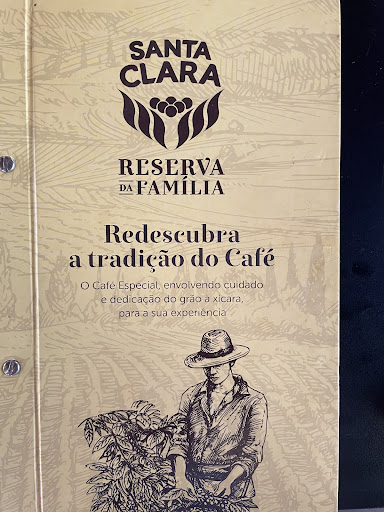 SANTA
CLARA
RESERVA
DA FAMÍLIA
Redescubra
a tradição do Café
O Café Especial, envolvendo cuidado
e dedicação do grão à xícara,
para a sua experiência